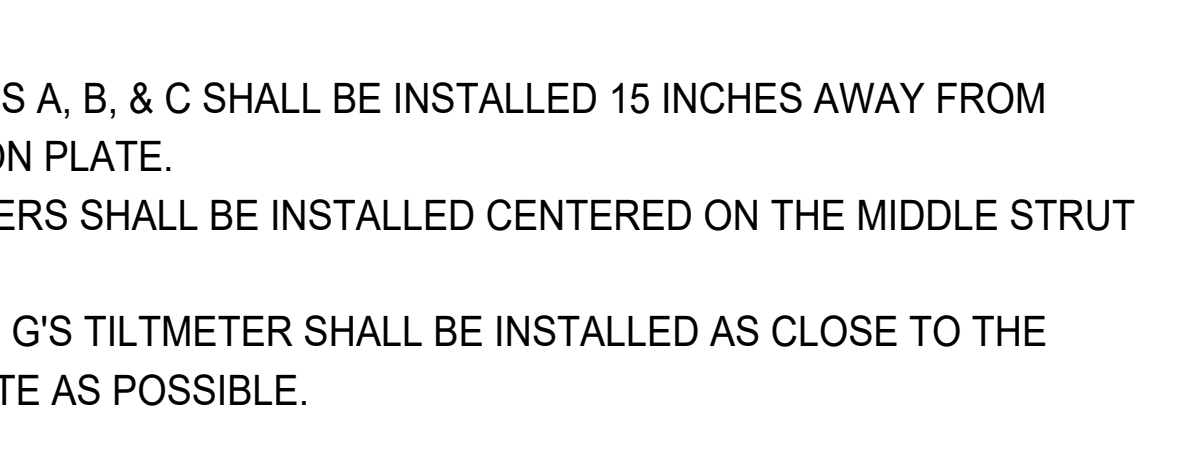 S A, B, & C SHALL BE INSTALLED 15 INCHES AWAY FROM
ON PLATE.
ERS SHALL BE INSTALLED CENTERED ON THE MIDDLE STRUT
G'S TILTMETER SHALL BE INSTALLED AS CLOSE TO THE
TE AS POSSIBLE.